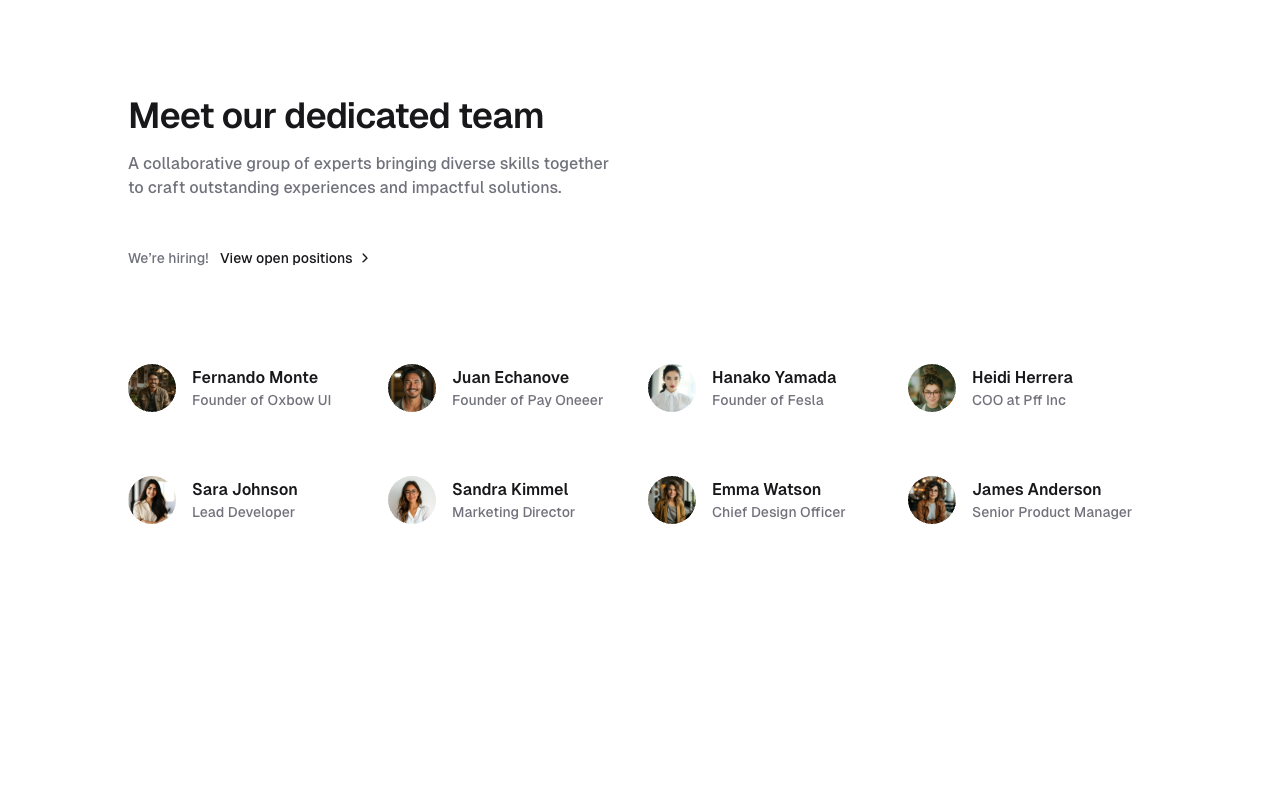 Meet our dedicated team
A collaborative group of experts bringing diverse skills together
to craft outstanding experiences and impactful solutions.
We're hiring! View open positions
Fernando Monte
Founder of Oxbow UI
Juan Echanove
Founder of Pay Oneeer
Hanako Yamada
Founder of Fesla
Heidi Herrera
COO at Pff Inc
Sara Johnson
Lead Developer
Sandra Kimmel
Marketing Director
Emma Watson
Chief Design Officer
James Anderson
Senior Product Manager